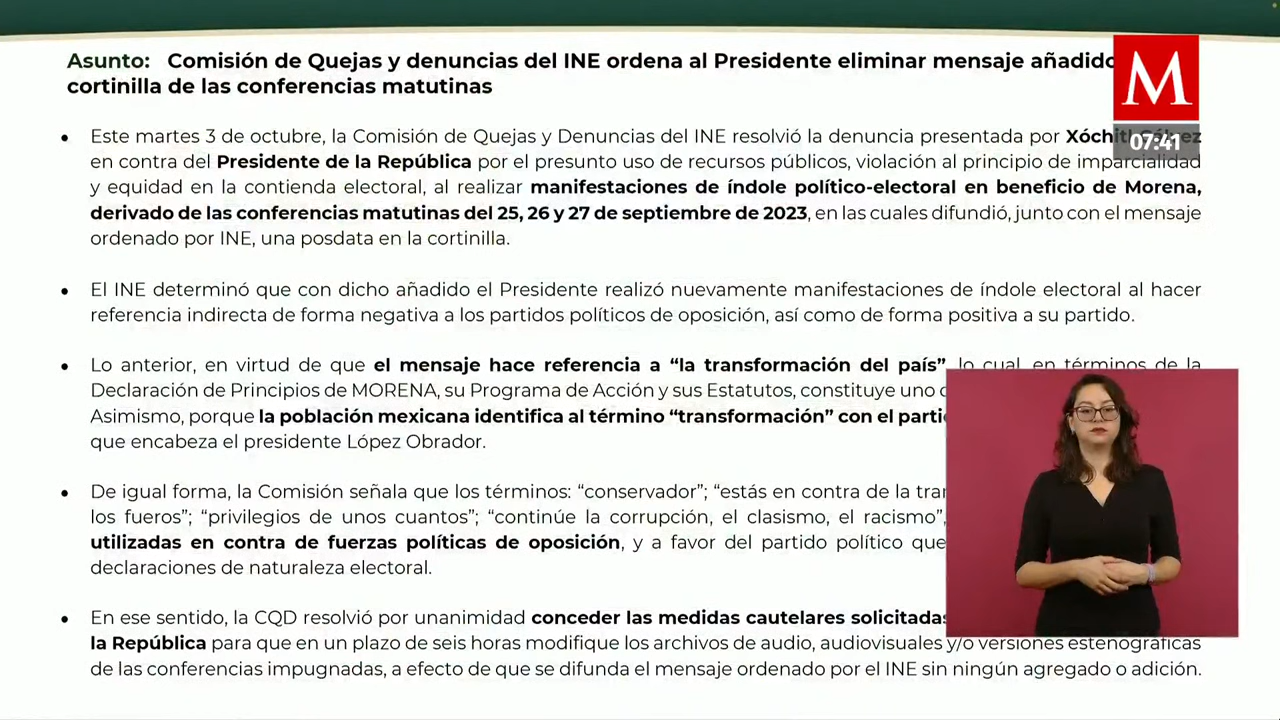 Asunto: Comisión de Quejas y denuncias del INE ordena al Presidente eliminar mensaje añadido
cortinilla de las conferencias matutinas
M
07:41
• Este martes 3 de octubre, la Comisión de Quejas y Denuncias del INE resolvió la denuncia presentada por Xóchitl Gálvez
en contra del Presidente de la República por el presunto uso de recursos públicos, violación al principio de imparcialidad
y equidad en la contienda electoral, al realizar manifestaciones de índole político-electoral en beneficio de Morena,
derivado de las conferencias matutinas del 25, 26 y 27 de septiembre de 2023, en las cuales difundió, junto con el mensaje
ordenado por INE, una posdata en la cortinilla.
• El INE determinó que con dicho añadido el Presidente realizó nuevamente manifestaciones de índole electoral al hacer
referencia indirecta de forma negativa a los partidos políticos de oposición, así como de forma positiva a su partido.
• Lo anterior, en virtud de que el mensaje hace referencia a “la transformación del país” lo cual, en términos de la
Declaración de Principios de MORENA, su Programa de Acción y sus Estatutos, constituye uno
Asimismo, porque la población mexicana identifica al término “transformación” con el
que encabeza el presidente López Obrador.
• De igual forma, la Comisión señala que los términos: “conservador”; “estás en contra de la
los fueros”; “privilegios de unos cuantos”; “continúe la corrupción, el clasismo, el racismo”,
utilizadas en contra de fuerzas políticas de oposición, y a favor del partido político que
declaraciones de naturaleza electoral.
• En ese sentido, la CQD resolvió por unanimidad conceder las medidas cautelares solicitadas
la República para que en un plazo de seis horas modifique los archivos de audio, audiovisuales y/o versiones estenográficas
de las conferencias impugnadas, a efecto de que se difunda el mensaje ordenado por el INE sin ningún agregado o adición.